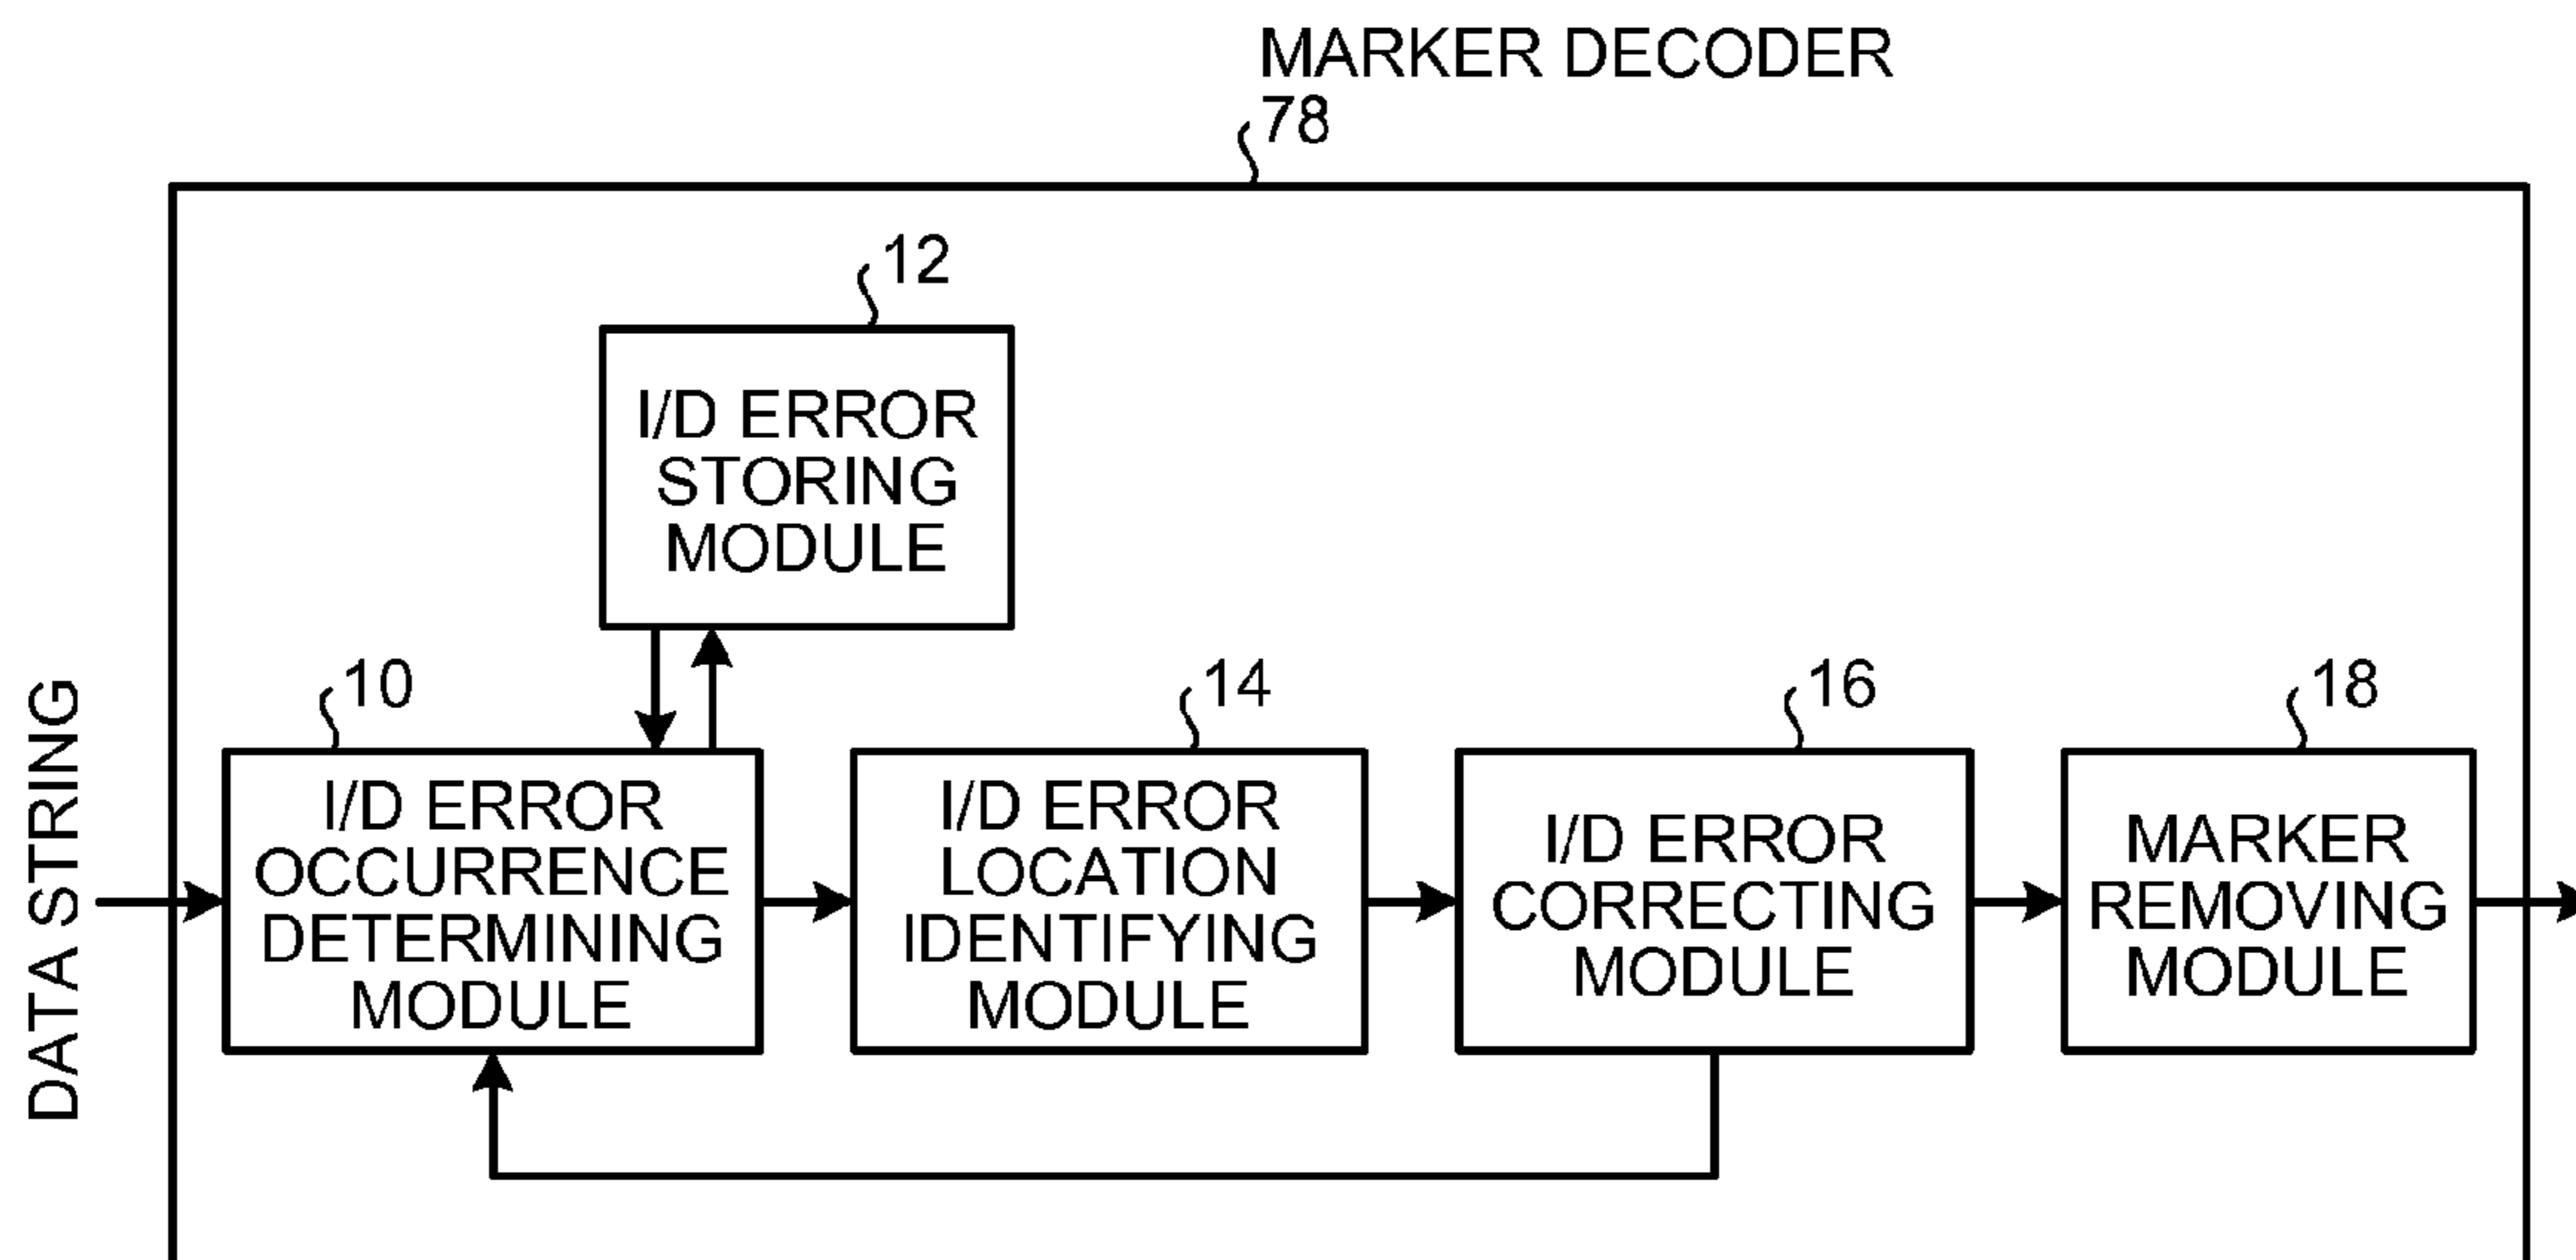 MARKER DECODER
78
12
I/D ERROR
STORING
MODULE
DATA STRING
10
I/D ERROR
OCCURRENCE
DETERMINING
MODULE
14
I/D ERROR
LOCATION
IDENTIFYING
MODULE
16
I/D ERROR
CORRECTING
MODULE
18
MARKER
REMOVING
MODULE